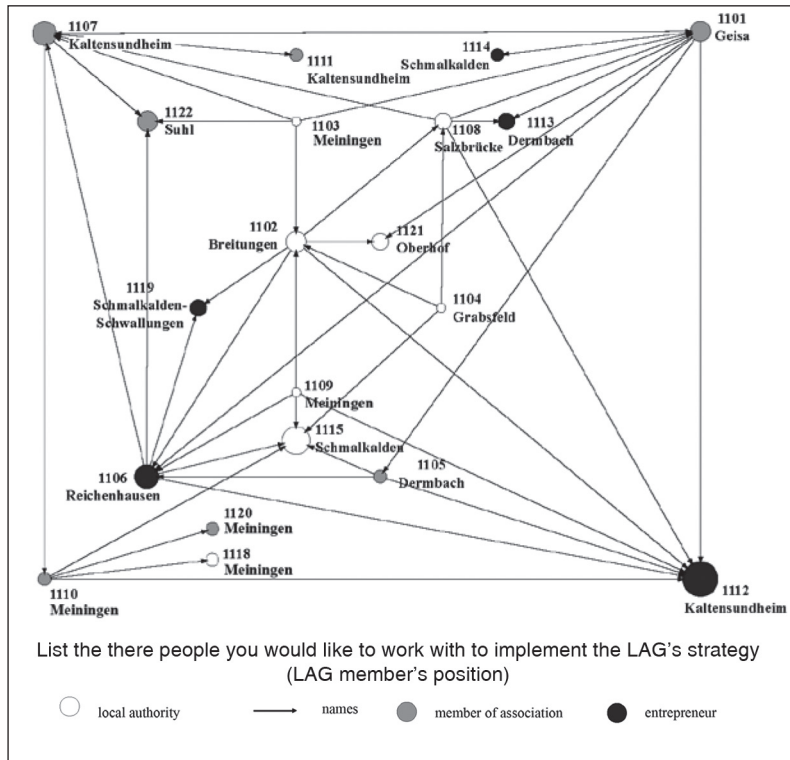 1107
Kaltensundheim
1101
Geisa
1111
Kaltensundheim
1114
Schmalkalden
1122
Suhl
1103
Meiningen
1108
Salzbrücke
1113
Dermbach
1102
Breitungen
1121
Oberhof
1119
Schmalkalden-
Schwallungen
1104
Grabsfeld
1109
Meiningen
1115
Schmalkalden
1106
Reichenhausen
1105
Dermbach
1120
Meiningen
1118
Meiningen
1110
Meiningen
1112
Kaltensundheim
List the there people you would like to work with to implement the LAG's strategy
(LAG member's position)
local authority names member of association entrepreneur